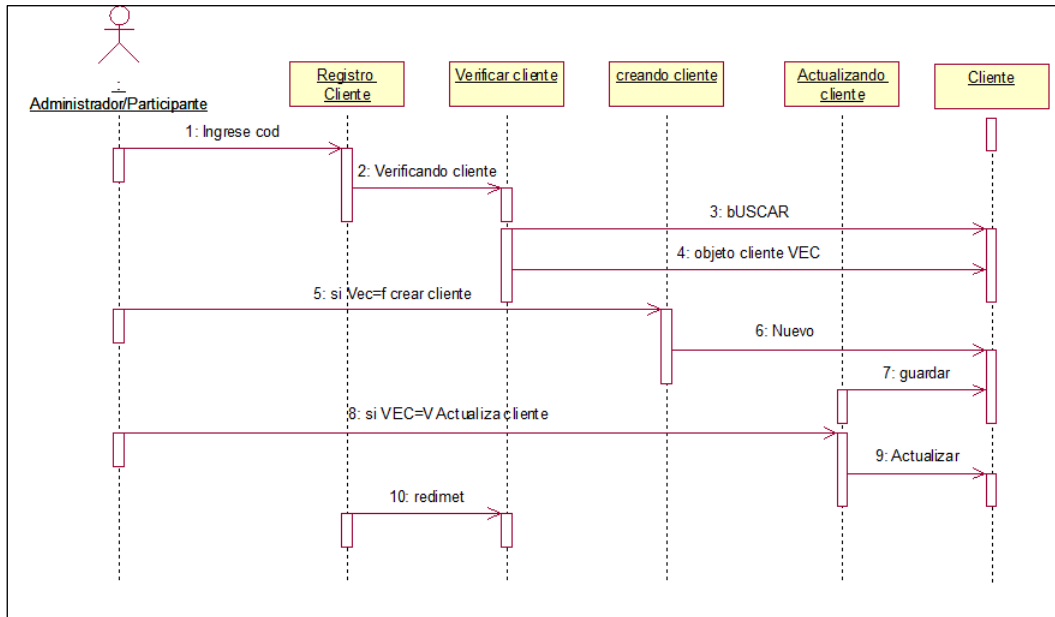 Registro
Cliente
Verificar cliente
creando cliente
Actualizando
cliente
Cliente
:
Administrador/Participante
1: Ingrese cod
2: Verificando cliente
3: bUSCAR
4: objeto cliente VEC
5: si Vec=f crear cliente
6: Nuevo
7: guardar
8: si VEC=V Actualiza cliente
9: Actualizar
10: redimet